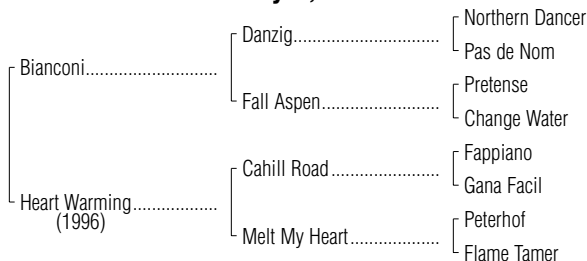 Northern Dancer
Danzig
Pas de Nom
Bianconi
Pretense
Fall Aspen
Change Water
Fappiano
Cahill Road
Gana Facil
Heart Warming
(1996)
Peterhof
Melt My Heart
Flame Tamer